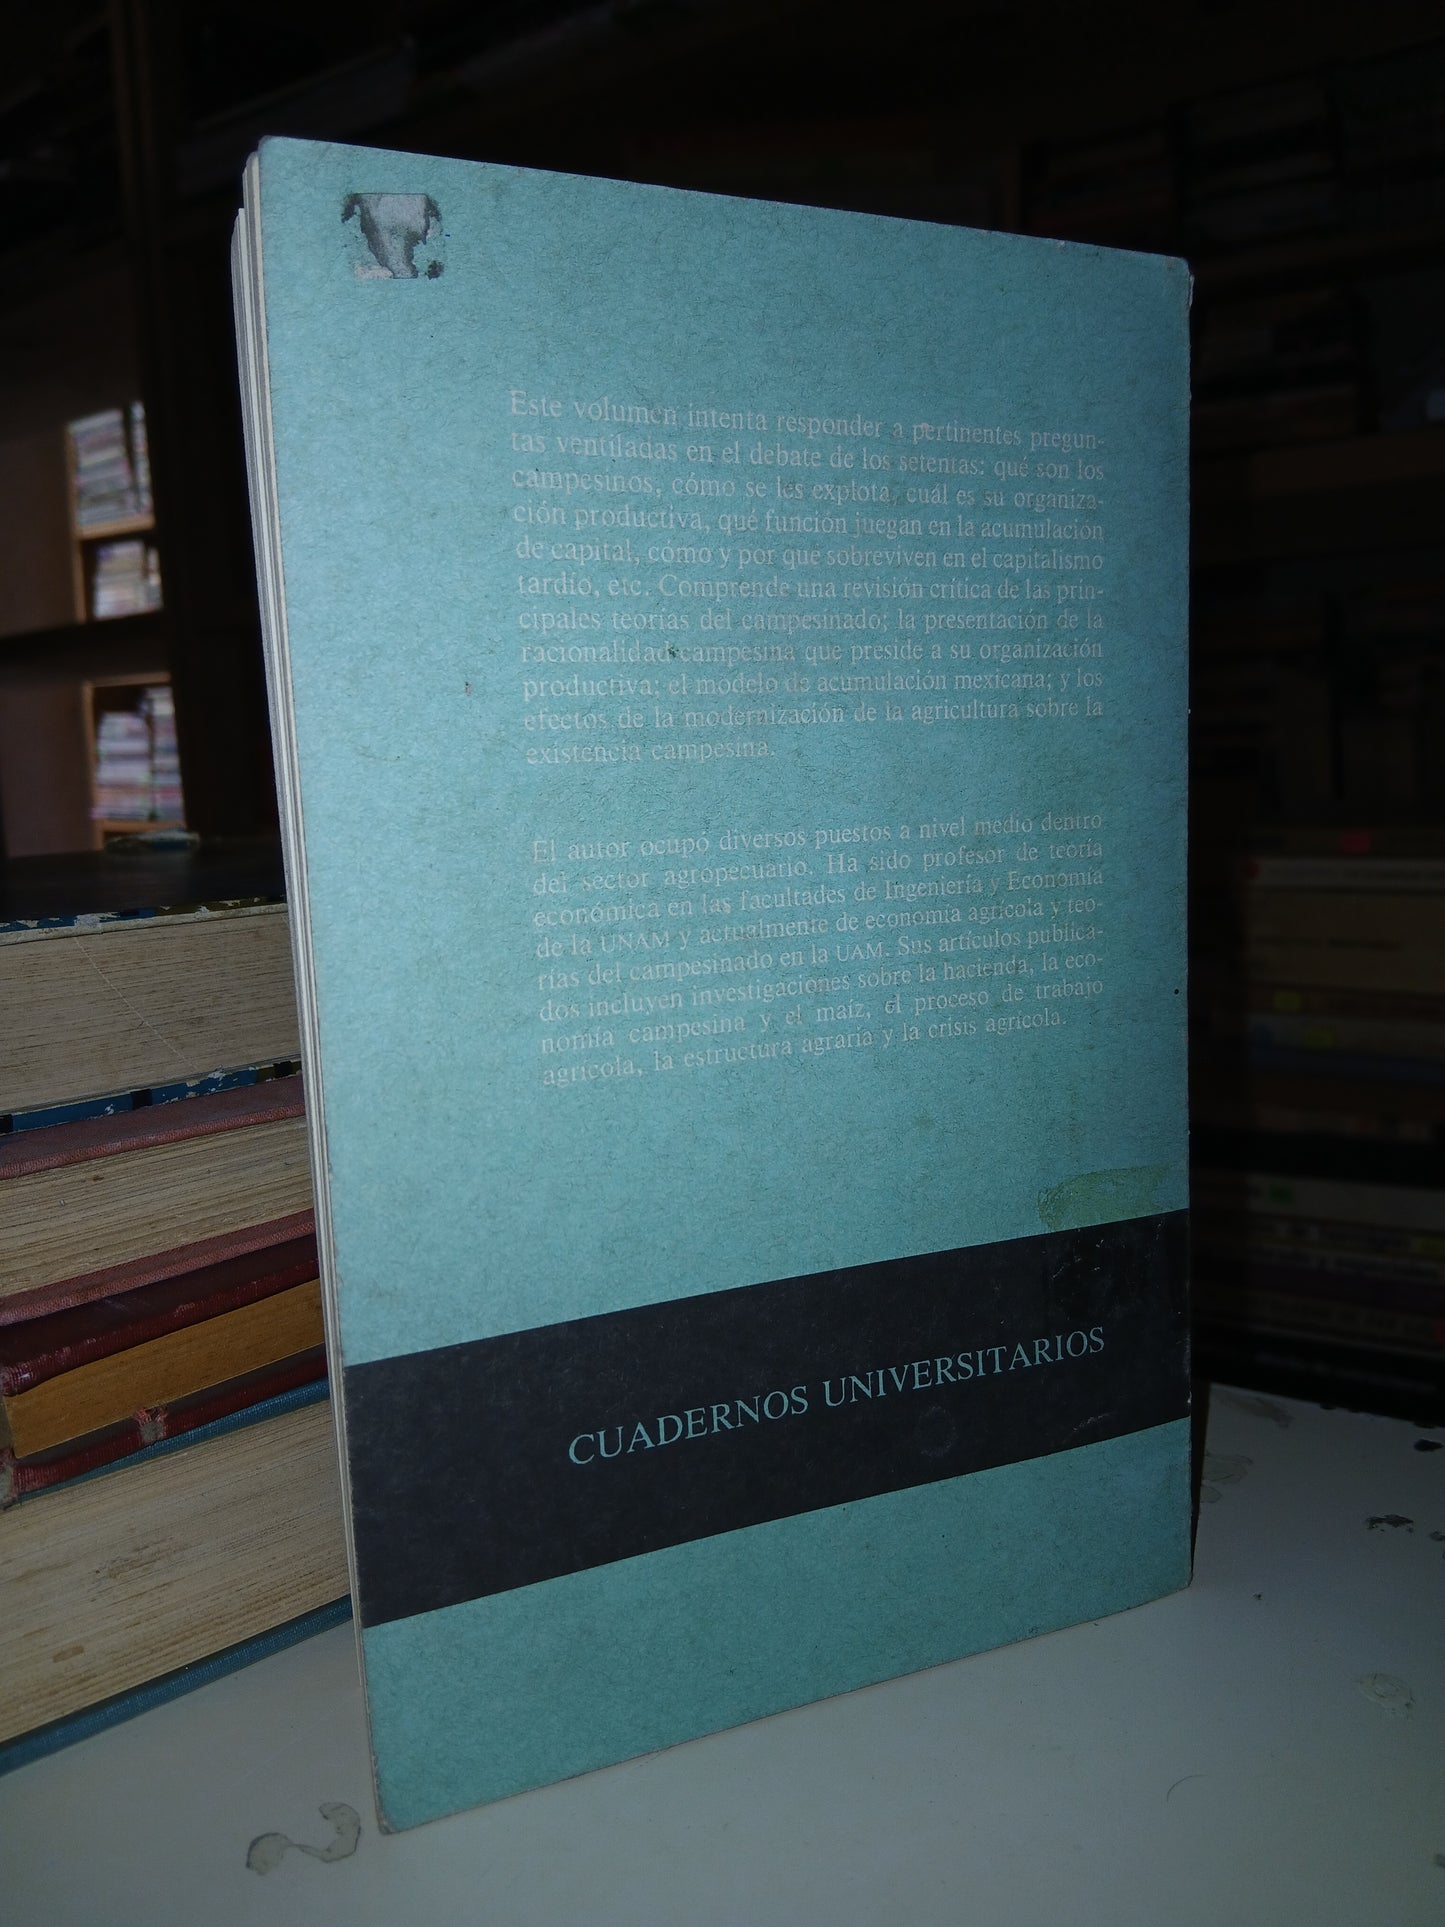 Este volumen intenta responder a pertinentes pregun-
tas ventiladas en el debate de los setentas: qué son los
campesinos, cómo se les explota, cuál es su organiza-
ción productiva, qué función juegan en la acumulación
de capital, cómo y por que sobreviven en el capitalismo
tardío, etc. Comprende una revisión crítica de las prin-
cipales teorías del campesinado; la presentación de la
racionalidad campesina que preside a su organización
productiva; el modelo de acumulación mexicana; y los
efectos de la modernización de la agricultura sobre la
existencia campesina.
El autor ocupó diversos puestos a nivel medio dentro
del sector agropecuatio. Ha sido profesor de teoría
económica en las facultades de Ingeniería y Economía
de la UNAM y actualmente de economía agrícola y teo-
rías del campesinado en la UAM. Sus artículos publica-
dos incluyen investigaciones sobre la hacienda, la eco-
nomía campesina y el maíz, el proceso de trabajo
agrícola, la estructura agraria y la crisis agrícola.
CUADERNOS UNIVERSITARIOS